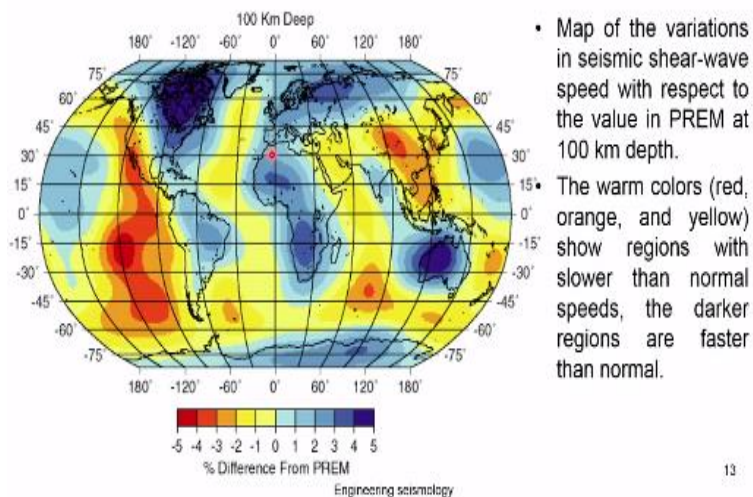 100 Km Deep
180˚ -120˚ -60˚ 0˚ 60˚ 120˚ 180˚
75˚ 75˚
60˚ 60˚
45˚ 45˚
30˚ 30˚
15˚ 15˚
0˚ 0˚
-15˚ -15˚
-30˚ -30˚
-45˚ -45˚
-60˚ -60˚
-75˚ -75˚
180˚ -120˚ -60˚ 0˚ 60˚ 120˚ 180˚
-5 -4 -3 -2 -1 0 1 2 3 4 5
% Difference From PREM
• Map of the variations
in seismic shear-wave
speed with respect to
the value in PREM at
100 km depth.
• The warm colors (red,
orange, and yellow)
show regions with
slower than normal
speeds, the darker
regions are faster
than normal.
Engineering seismology
13